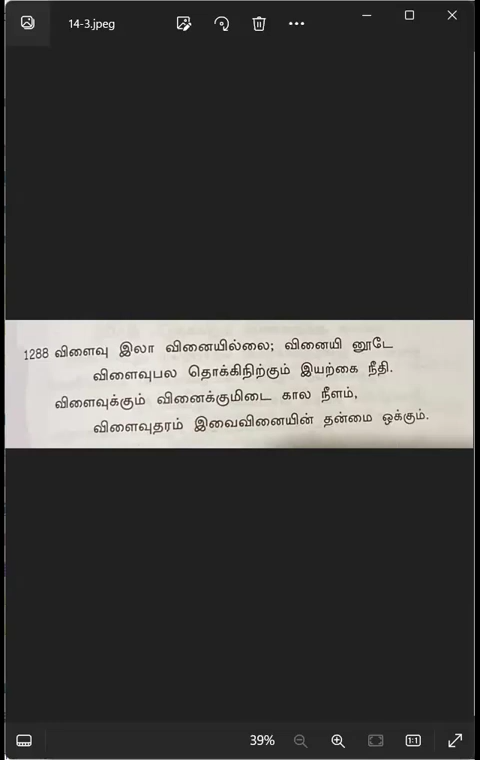 14-3.jpeg
1288 விளைவு இலா வினையில்லை; வினையி னூடே
விளைவுபல தொக்கிநிற்கும் இயற்கை நீதி.
விளைவுக்கும் வினைக்குமிடை கால நீளம்,
விளைவுதரம் இவைவினையின் தன்மை ஒக்கும்.
39%
1:1